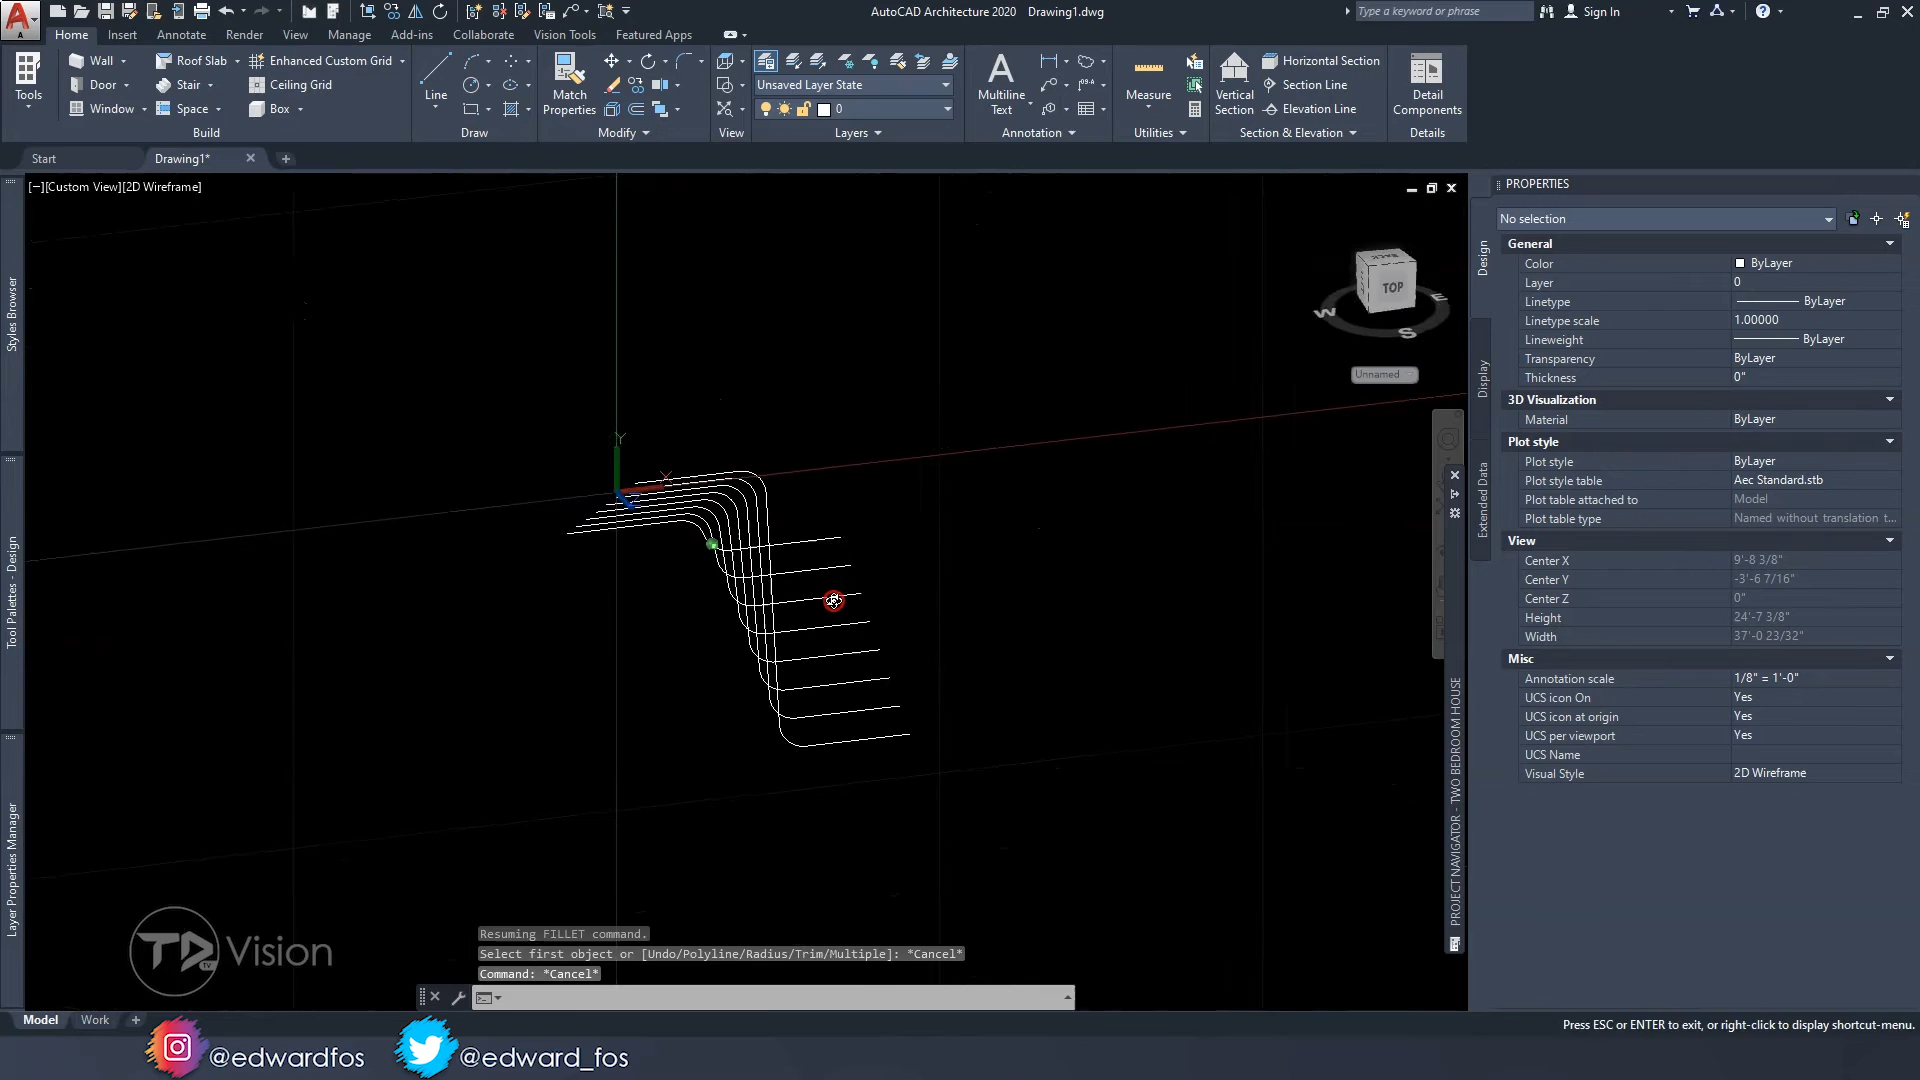 AutoCAD Architecture 2020 Drawing1.dwg
Type a keyword or phrase
Sign In
Home Insert Annotate Render View Manage Add-ins Collaborate Vision Tools Featured Apps
Wall Roof Slab Enhanced Custom Grid
Door Stair Ceiling Grid
Window Space Box
Tools
Build
Line
Draw
Match
Properties
Modify
View
Unsaved Layer State
0
Layers
Multiline
Text
Annotation
Measure
Utilities
Vertical
Section
Horizontal Section
Section Line
Elevation Line
Section & Elevation
Detail
Components
Details
Start Drawing1*
[−][Custom View][2D Wireframe]
Styles Browser
Tool Palettes - Design
Layer Properties Manager
Y
X
BACK
TOP
W
S
E
Unnamed
PROPERTIES
No selection
Design
Display
Extended Data
PROJECT NAVIGATOR - TWO BEDROOM HOUSE
General
Color ByLayer
Layer 0
Linetype ByLayer
Linetype scale 1.00000
Lineweight ByLayer
Transparency ByLayer
Thickness 0"
3D Visualization
Material ByLayer
Plot style
Plot style ByLayer
Plot style table Aec Standard.stb
Plot table attached to Model
Plot table type Named without translation t...
View
Center X 9'-8 3/8"
Center Y -3'-6 7/16"
Center Z 0"
Height 24'-7 3/8"
Width 37'-0 23/32"
Misc
Annotation scale 1/8" = 1'-0"
UCS icon On Yes
UCS icon at origin Yes
UCS per viewport Yes
UCS Name
Visual Style 2D Wireframe
Resuming FILLET command.
Select first object or [Undo/Polyline/Radius/Trim/Multiple]: *Cancel*
Command: *Cancel*
TD TV Vision
Model Work
Press ESC or ENTER to exit, or right-click to display shortcut-menu.
@edwardfos @edward_fos